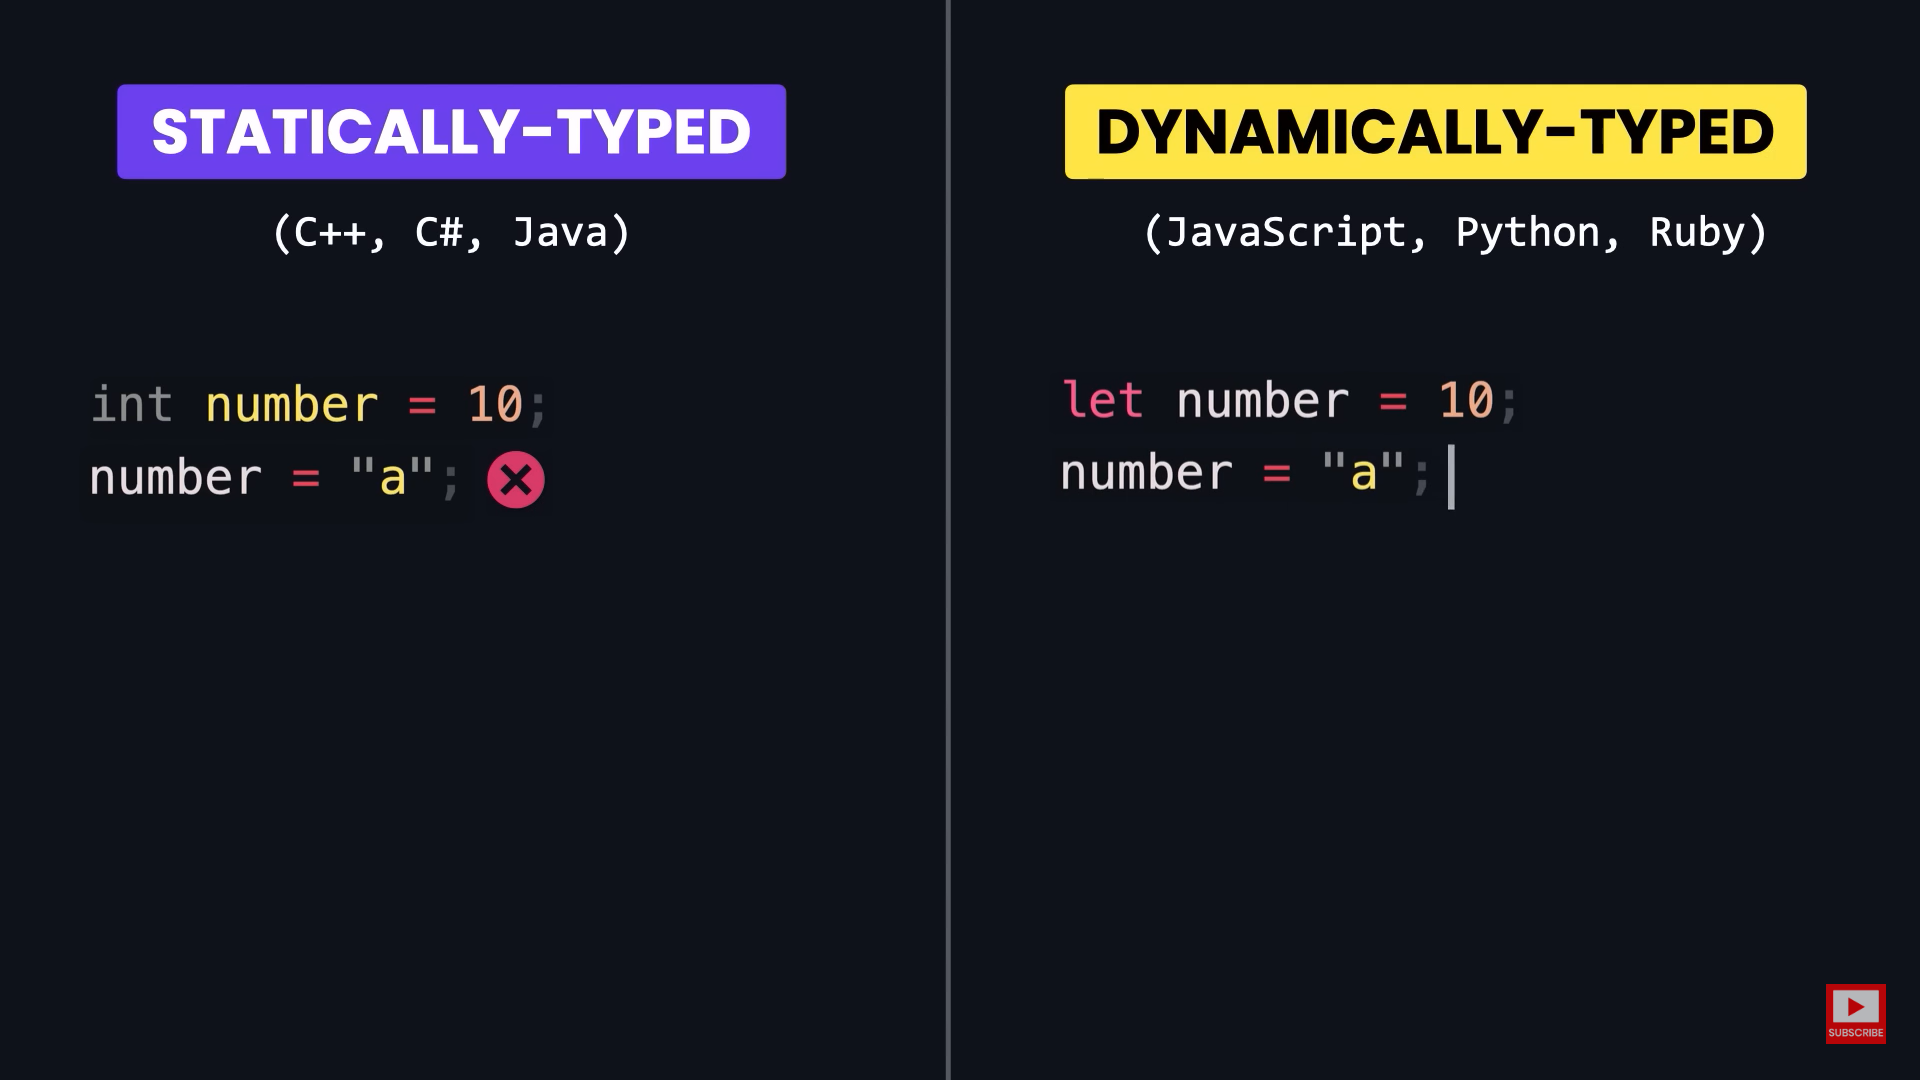 STATICALLY-TYPED
(C++, C#, Java)
int number = 10;
number = "a";
DYNAMICALLY-TYPED
(JavaScript, Python, Ruby)
let number = 10;
number = "a";
SUBSCRIBE